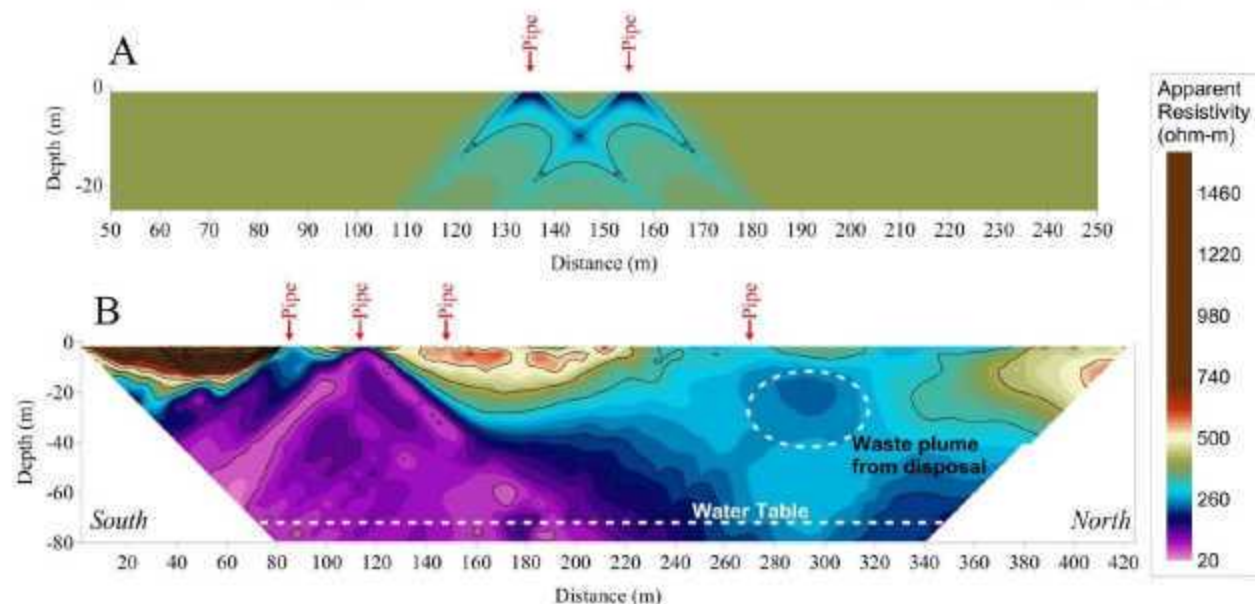 A
Pipe
Pipe
0
-20
Depth (m)
50 60 70 80 90 100 110 120 130 140 150 160 170 180 190 200 210 220 230 240 250
Distance (m)
Apparent
Resistivity
(ohm-m)
1460
1220
980
740
500
260
20
B
Pipe
Pipe
Pipe
Pipe
0
-20
-40
-60
-80
Depth (m)
Waste plume
from disposal
Water Table
South
North
20 40 60 80 100 120 140 160 180 200 220 240 260 280 300 320 340 360 380 400 420
Distance (m)